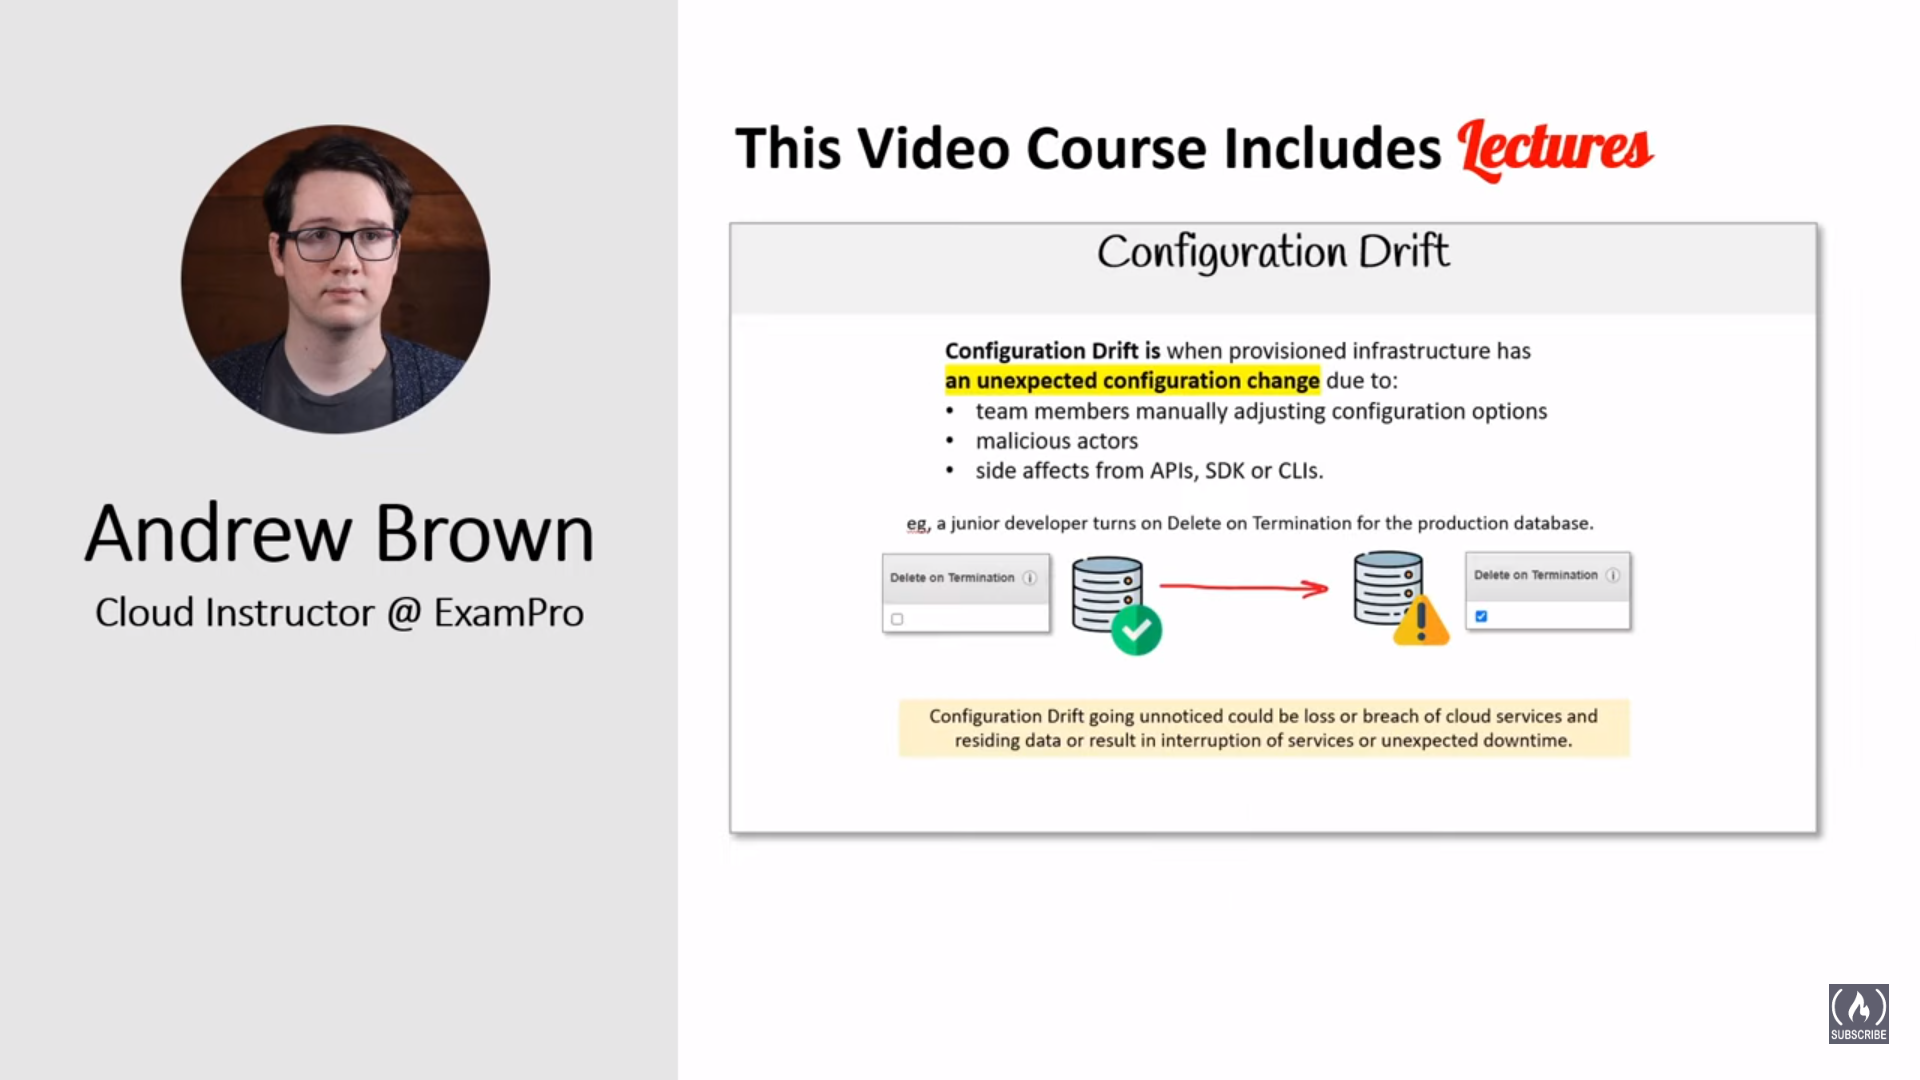 Andrew Brown
Cloud Instructor @ ExamPro
This Video Course Includes Lectures
Configuration Drift
Configuration Drift is when provisioned infrastructure has
an unexpected configuration change due to:
• team members manually adjusting configuration options
• malicious actors
• side affects from APIs, SDK or CLIs.
eg, a junior developer turns on Delete on Termination for the production database.
Delete on Termination
Delete on Termination
Configuration Drift going unnoticed could be loss or breach of cloud services and
residing data or result in interruption of services or unexpected downtime.
SUBSCRIBE